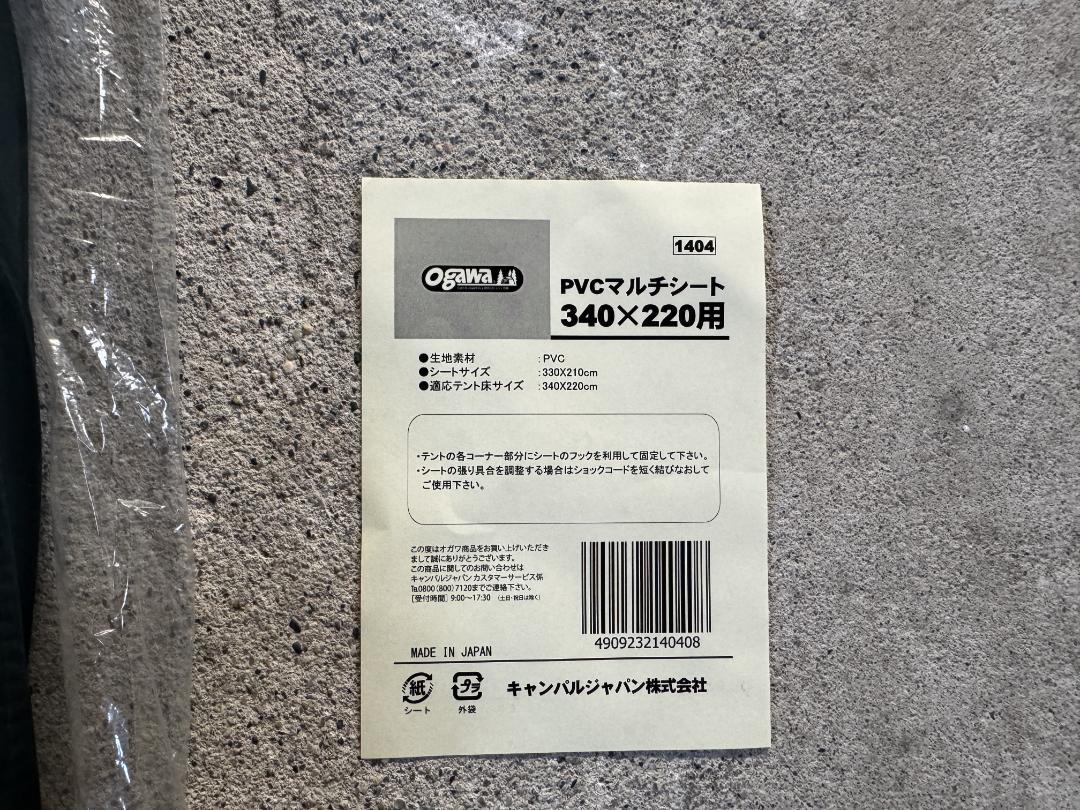 Ogawa
1404
PVCマルチシート
340×220用
●生地素材 : PVC
●シートサイズ : 330X210cm
●適応テント床サイズ : 340X220cm
・テントの各コーナー部分にシートのフックを利用して固定して下さい。
・シートの張り具合を調整する場合はショックコードを短く結びなおして
ご使用下さい。
この度はオガワ商品をお買い上げいただき
まして誠にありがとうございます。
この商品に関してのお問い合わせは
キャンパルジャパン カスタマーサービス係
℡0800(800)7120までご連絡下さい。
[受付時間] 9:00〜17:30 (土日・祝日は除く)
4909232140408
MADE IN JAPAN
紙
シート
プラ
外袋
キャンパルジャパン株式会社